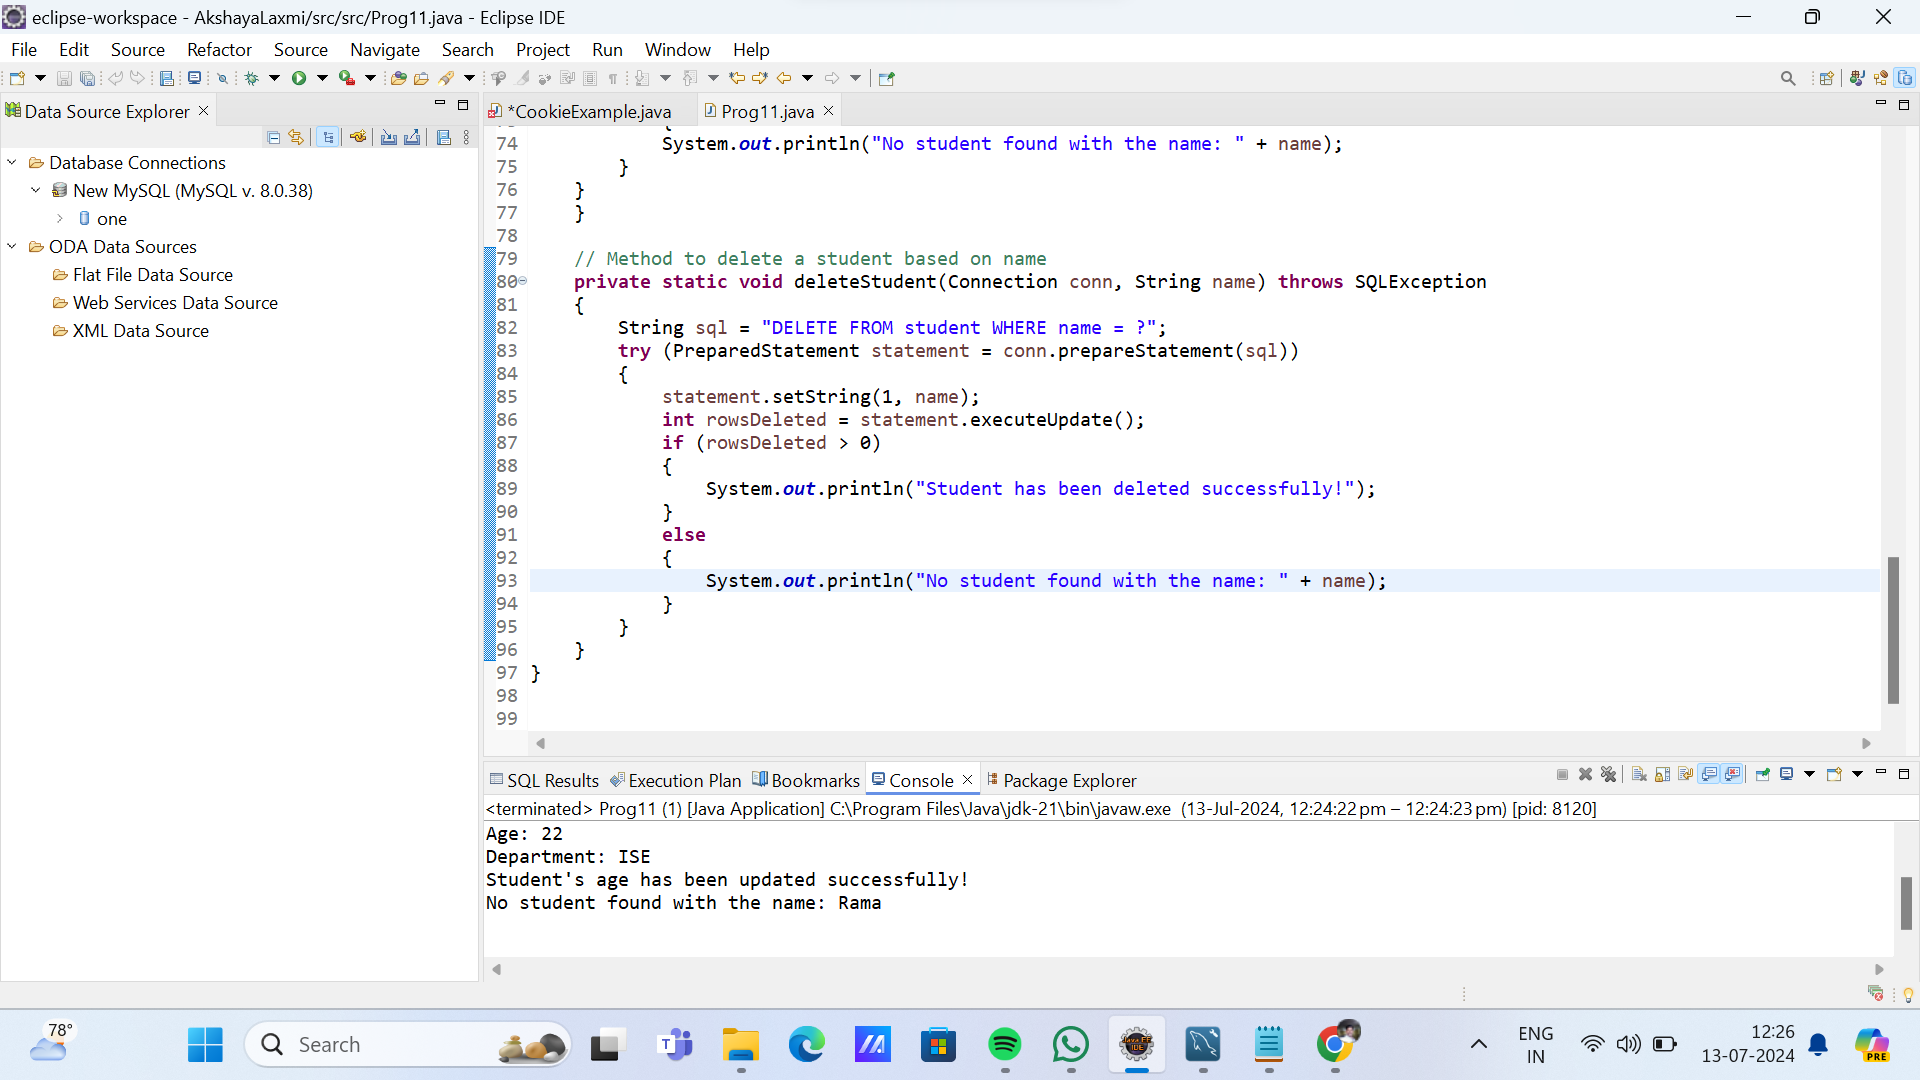 eclipse-workspace - AkshayaLaxmi/src/src/Prog11.java - Eclipse IDE
File Edit Source Refactor Source Navigate Search Project Run Window Help
Data Source Explorer
Database Connections
New MySQL (MySQL v. 8.0.38)
one
ODA Data Sources
Flat File Data Source
Web Services Data Source
XML Data Source
*CookieExample.java Prog11.java
74 System.out.println("No student found with the name: " + name);
75 }
76 }
77 }
78
79 // Method to delete a student based on name
80 private static void deleteStudent(Connection conn, String name) throws SQLException
81 {
82 String sql = "DELETE FROM student WHERE name = ?";
83 try (PreparedStatement statement = conn.prepareStatement(sql))
84 {
85 statement.setString(1, name);
86 int rowsDeleted = statement.executeUpdate();
87 if (rowsDeleted > 0)
88 {
89 System.out.println("Student has been deleted successfully!");
90 }
91 else
92 {
93 System.out.println("No student found with the name: " + name);
94 }
95 }
96 }
97 }
98
99
SQL Results Execution Plan Bookmarks Console Package Explorer
<terminated> Prog11 (1) [Java Application] C:\Program Files\Java\jdk-21\bin\javaw.exe (13-Jul-2024, 12:24:22 pm – 12:24:23 pm) [pid: 8120]
Age: 22
Department: ISE
Student's age has been updated successfully!
No student found with the name: Rama
78°
Search
ENG
IN
12:26
13-07-2024
PRE